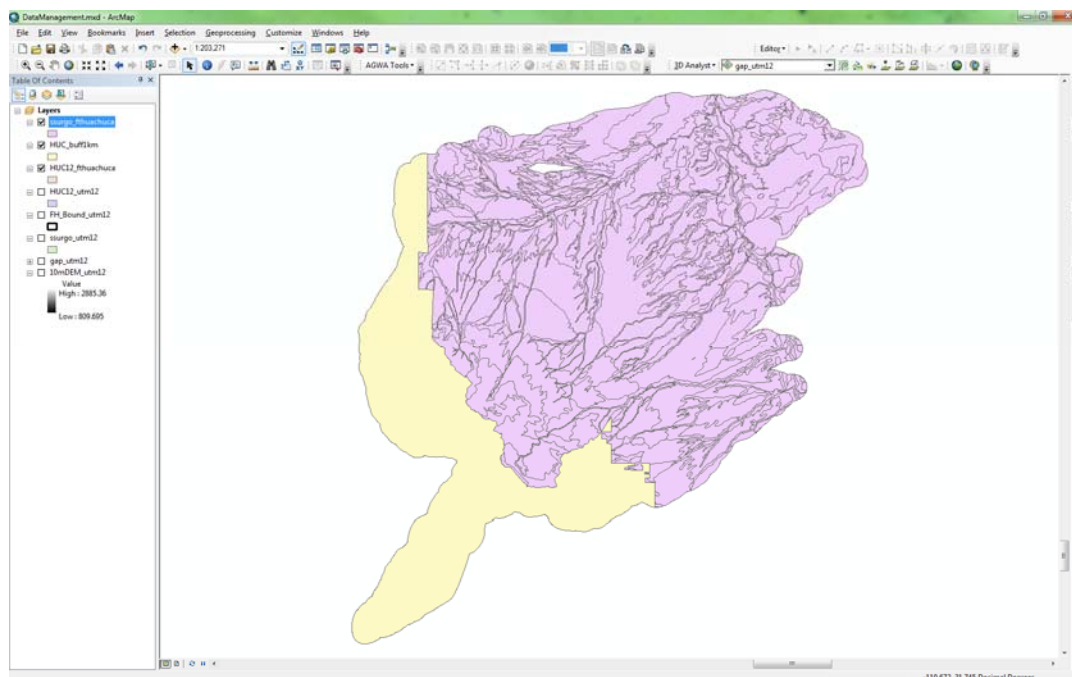 DataManagement.mxd - ArcMap
File Edit View Bookmarks Insert Selection Geoprocessing Customize Windows Help
1:203,271
Editor
AGWA Tools
3D Analyst
gap_utm12
Table Of Contents
Layers
ssurgo_fthuachuca
HUC_buff1km
HUC12_fthuachuca
HUC12_utm12
FH_Bound_utm12
ssurgo_utm12
gap_utm12
10mDEM_utm12
Value
High : 2885.36
Low : 809.695